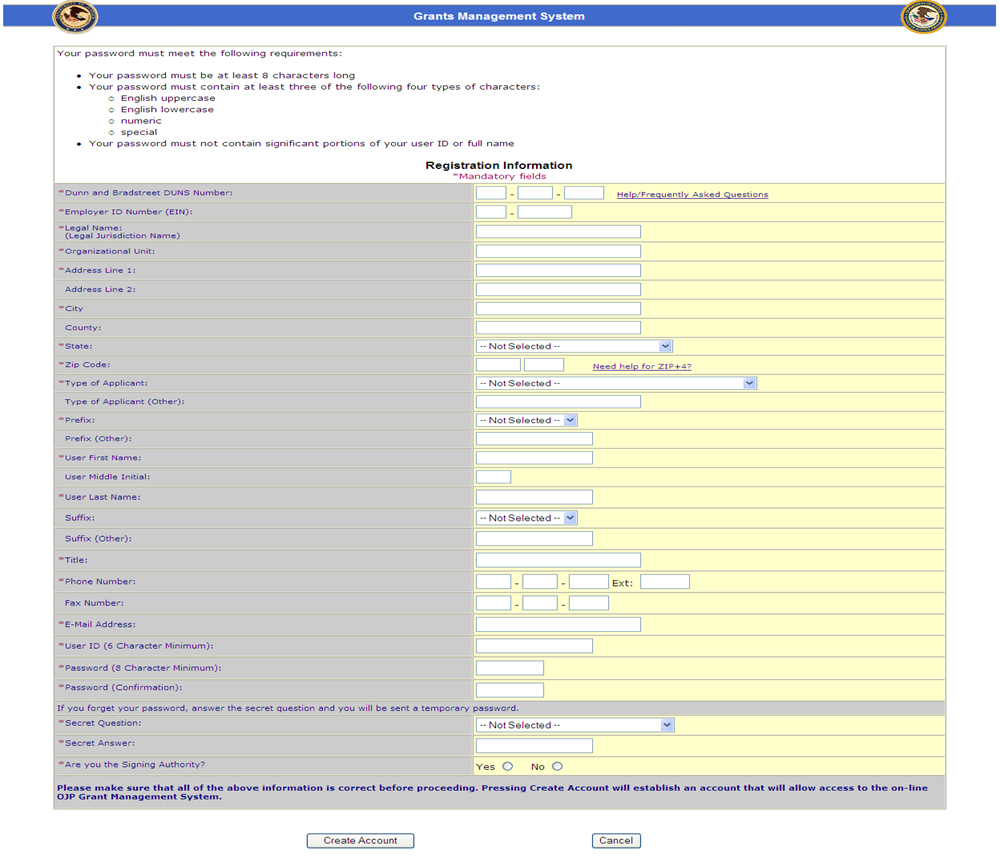 Grants Management System
Your password must meet the following requirements:
• Your password must be at least 8 characters long
• Your password must contain at least three of the following four types of characters:
o English uppercase
o English lowercase
o numeric
o special
• Your password must not contain significant portions of your user ID or full name
Registration Information
*Mandatory fields
*Dunn and Bradstreet DUNS Number: - - Help/Frequently Asked Questions
*Employer ID Number (EIN): -
*Legal Name:
(Legal Jurisdiction Name)
*Organizational Unit:
*Address Line 1:
Address Line 2:
*City
County:
*State: -- Not Selected --
*Zip Code: Need help for ZIP+4?
*Type of Applicant: -- Not Selected --
Type of Applicant (Other):
*Prefix: -- Not Selected --
Prefix (Other):
*User First Name:
User Middle Initial:
*User Last Name:
Suffix: -- Not Selected --
Suffix (Other):
*Title:
*Phone Number: - - Ext:
Fax Number: - -
*E-Mail Address:
*User ID (6 Character Minimum):
*Password (8 Character Minimum):
*Password (Confirmation):
If you forget your password, answer the secret question and you will be sent a temporary password.
*Secret Question: -- Not Selected --
*Secret Answer:
*Are you the Signing Authority? Yes No
Please make sure that all of the above information is correct before proceeding. Pressing Create Account will establish an account that will allow access to the on-line
OJP Grant Management System.
Create Account Cancel